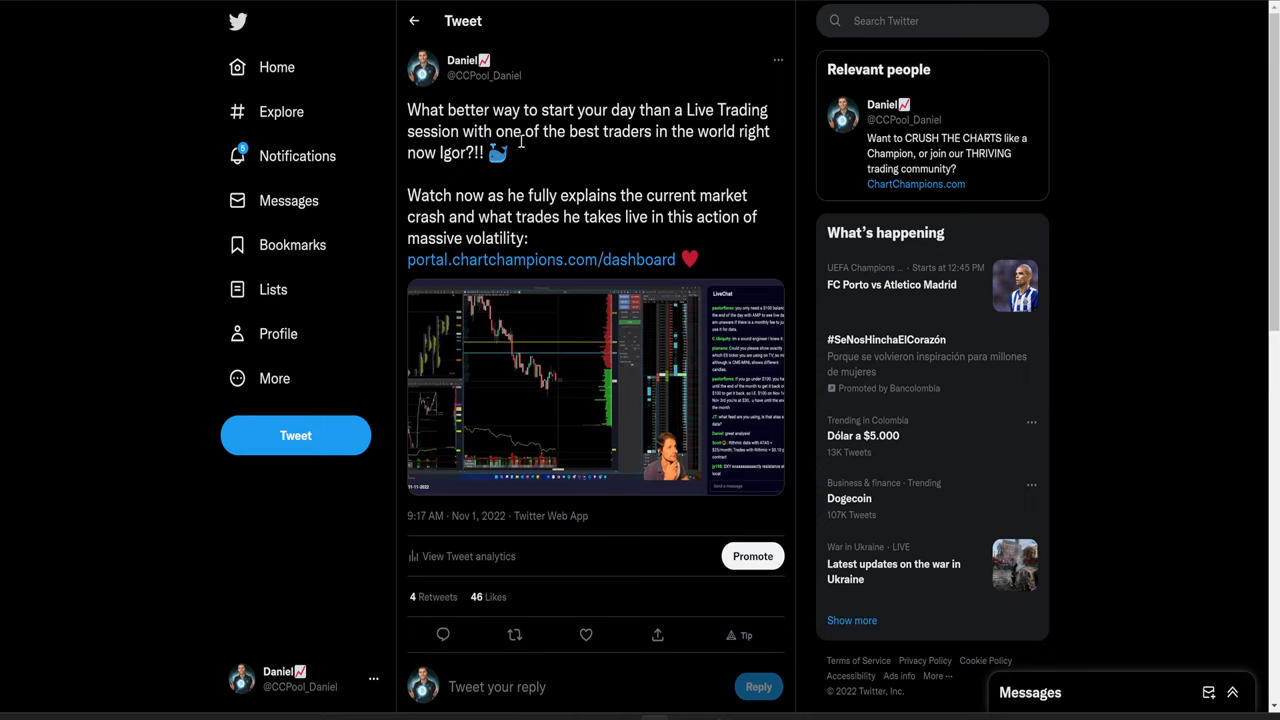 Tweet
Search Twitter
Home
Explore
5
Notifications
Messages
Bookmarks
Lists
Profile
More
Tweet
Daniel
@CCPool_Daniel
What better way to start your day than a Live Trading
session with one of the best traders in the world right
now Igor?!!
Watch now as he fully explains the current market
crash and what trades he takes live in this action of
massive volatility:
portal.chartchampions.com/dashboard
LiveChat
Send a message
11-11-2022
9:17 AM · Nov 1, 2022 · Twitter Web App
View Tweet analytics
Promote
4 Retweets 46 Likes
Tip
Tweet your reply
Reply
Daniel
@CCPool_Daniel
Relevant people
Daniel
@CCPool_Daniel
Want to CRUSH THE CHARTS like a
Champion, or join our THRIVING
trading community?
ChartChampions.com
What's happening
UEFA Champions ... · Starts at 12:45 PM
FC Porto vs Atletico Madrid
#SeNosHinchaElCorazón
Porque se volvieron inspiración para millones
de mujeres
Promoted by Bancolombia
Trending in Colombia
Dólar a $5.000
13K Tweets
Business & finance · Trending
Dogecoin
107K Tweets
War in Ukraine · LIVE
Latest updates on the war in
Ukraine
Show more
Terms of Service Privacy Policy Cookie Policy
Accessibility Ads info More ···
© 2022 Twitter, Inc.
Messages